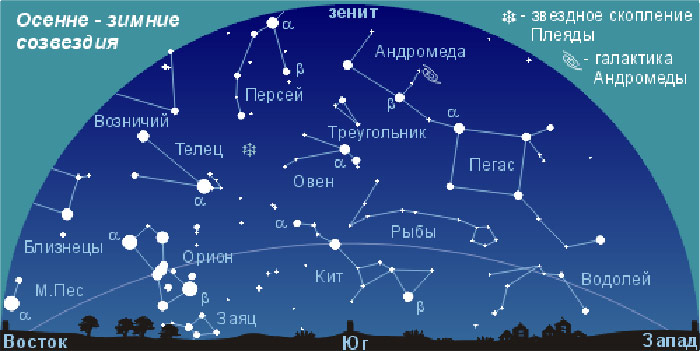 Осенне - зимние
созвездия
зенит
- звездное скопление
Плеяды
- галактика
Андромеды
α
Андромеда
β
Персей
β
α
Возничий
Треугольник
Телец
α
Пегас
Овен
α
α
α
Рыбы
Близнецы
Орион
Кит
Водолей
М.Пес
β
β
α
Заяц
Восток
Юг
Запад